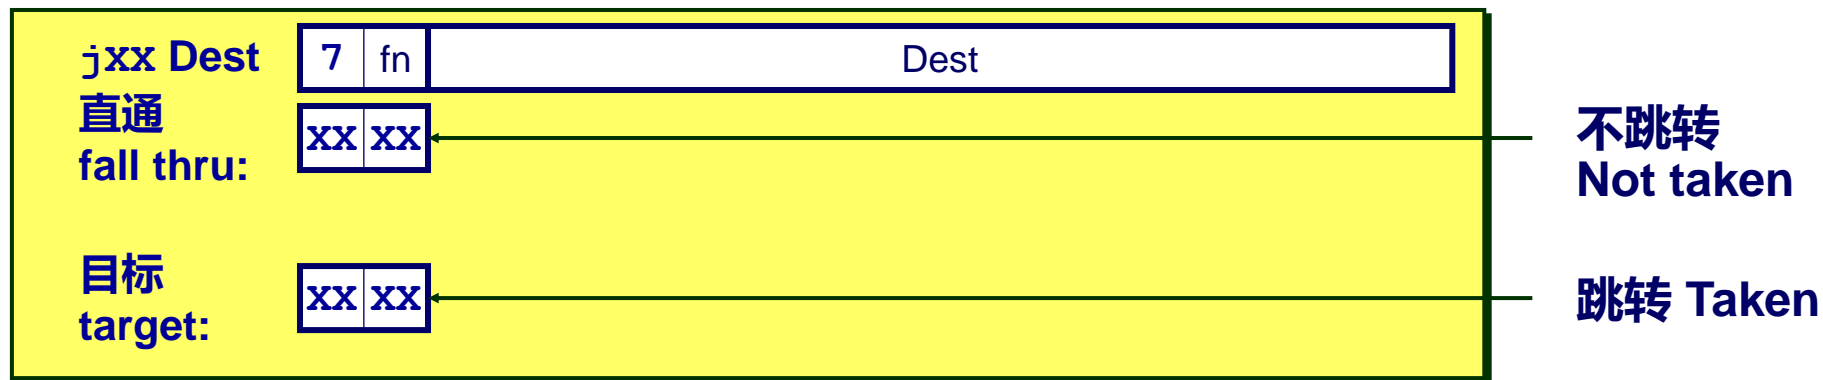 jXX Dest 7 fn Dest
直通
fall thru: XX XX
不跳转
Not taken
目标
target: XX XX
跳转 Taken